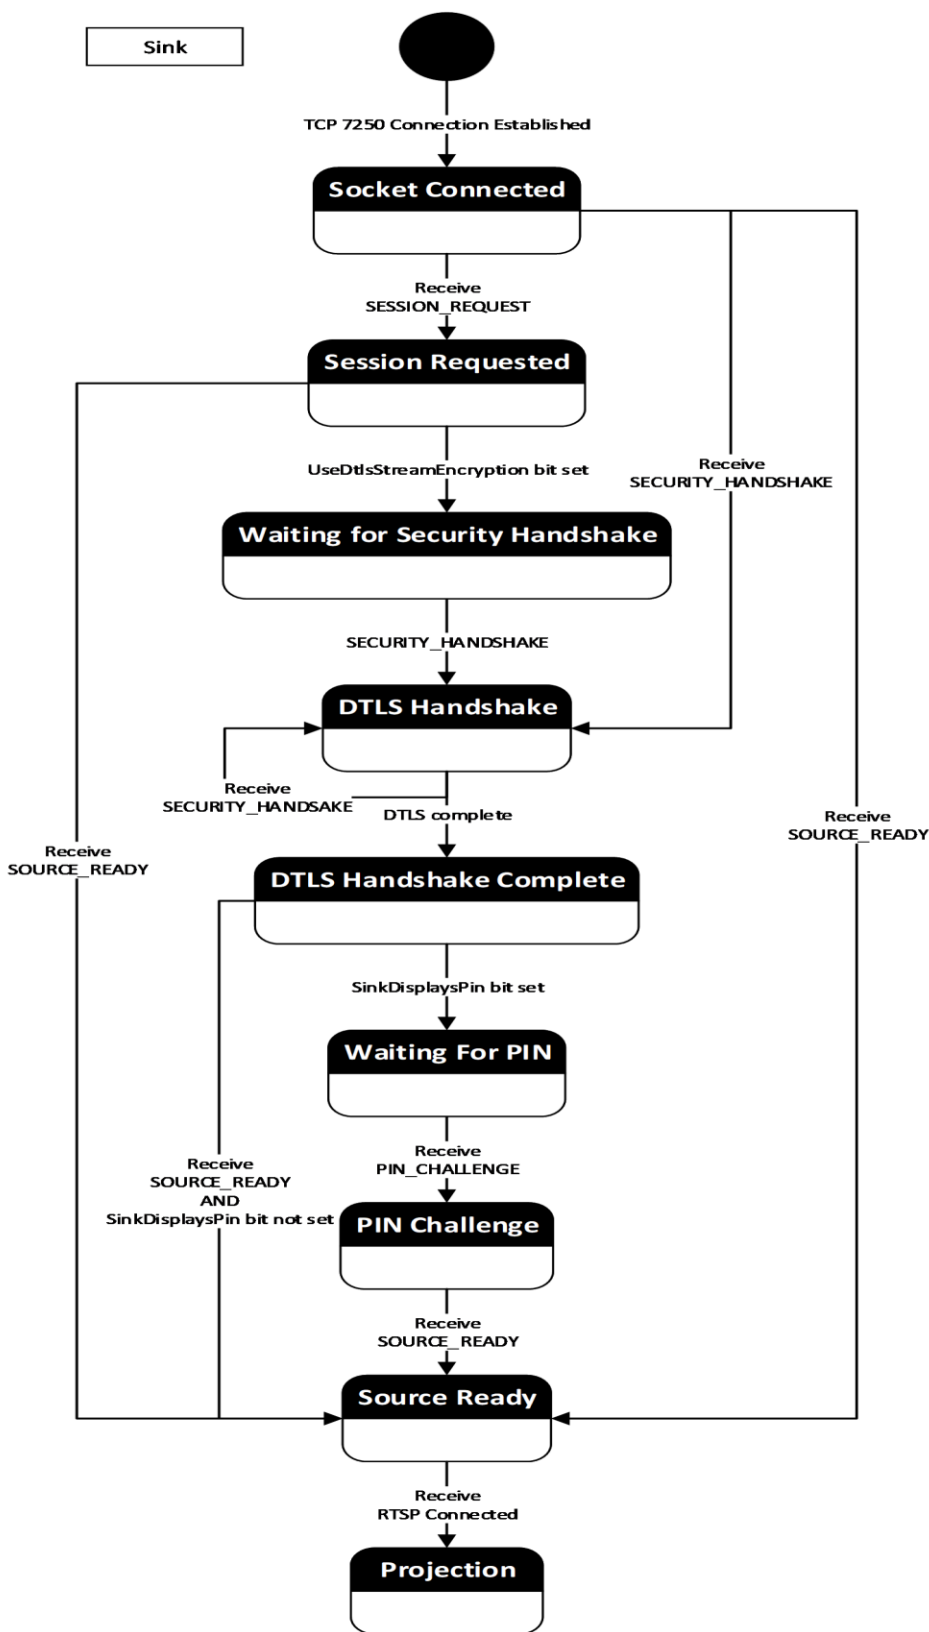 Sink
TCP 7250 Connection Established
Socket Connected
Receive
SESSION_REQUEST
Session Requested
UseDtlsStreamEncryption bit set
Receive
SECURITY_HANDSHAKE
Waiting for Security Handshake
SECURITY_HANDSHAKE
DTLS Handshake
Receive
SECURITY_HANDSAKE
DTLS complete
Receive
SOURCE_READY
Receive
SOURCE_READY
DTLS Handshake Complete
SinkDisplaysPin bit set
Waiting For PIN
Receive
PIN_CHALLENGE
Receive
SOURCE_READY
AND
SinkDisplaysPin bit not set
PIN Challenge
Receive
SOURCE_READY
Source Ready
Receive
RTSP Connected
Projection